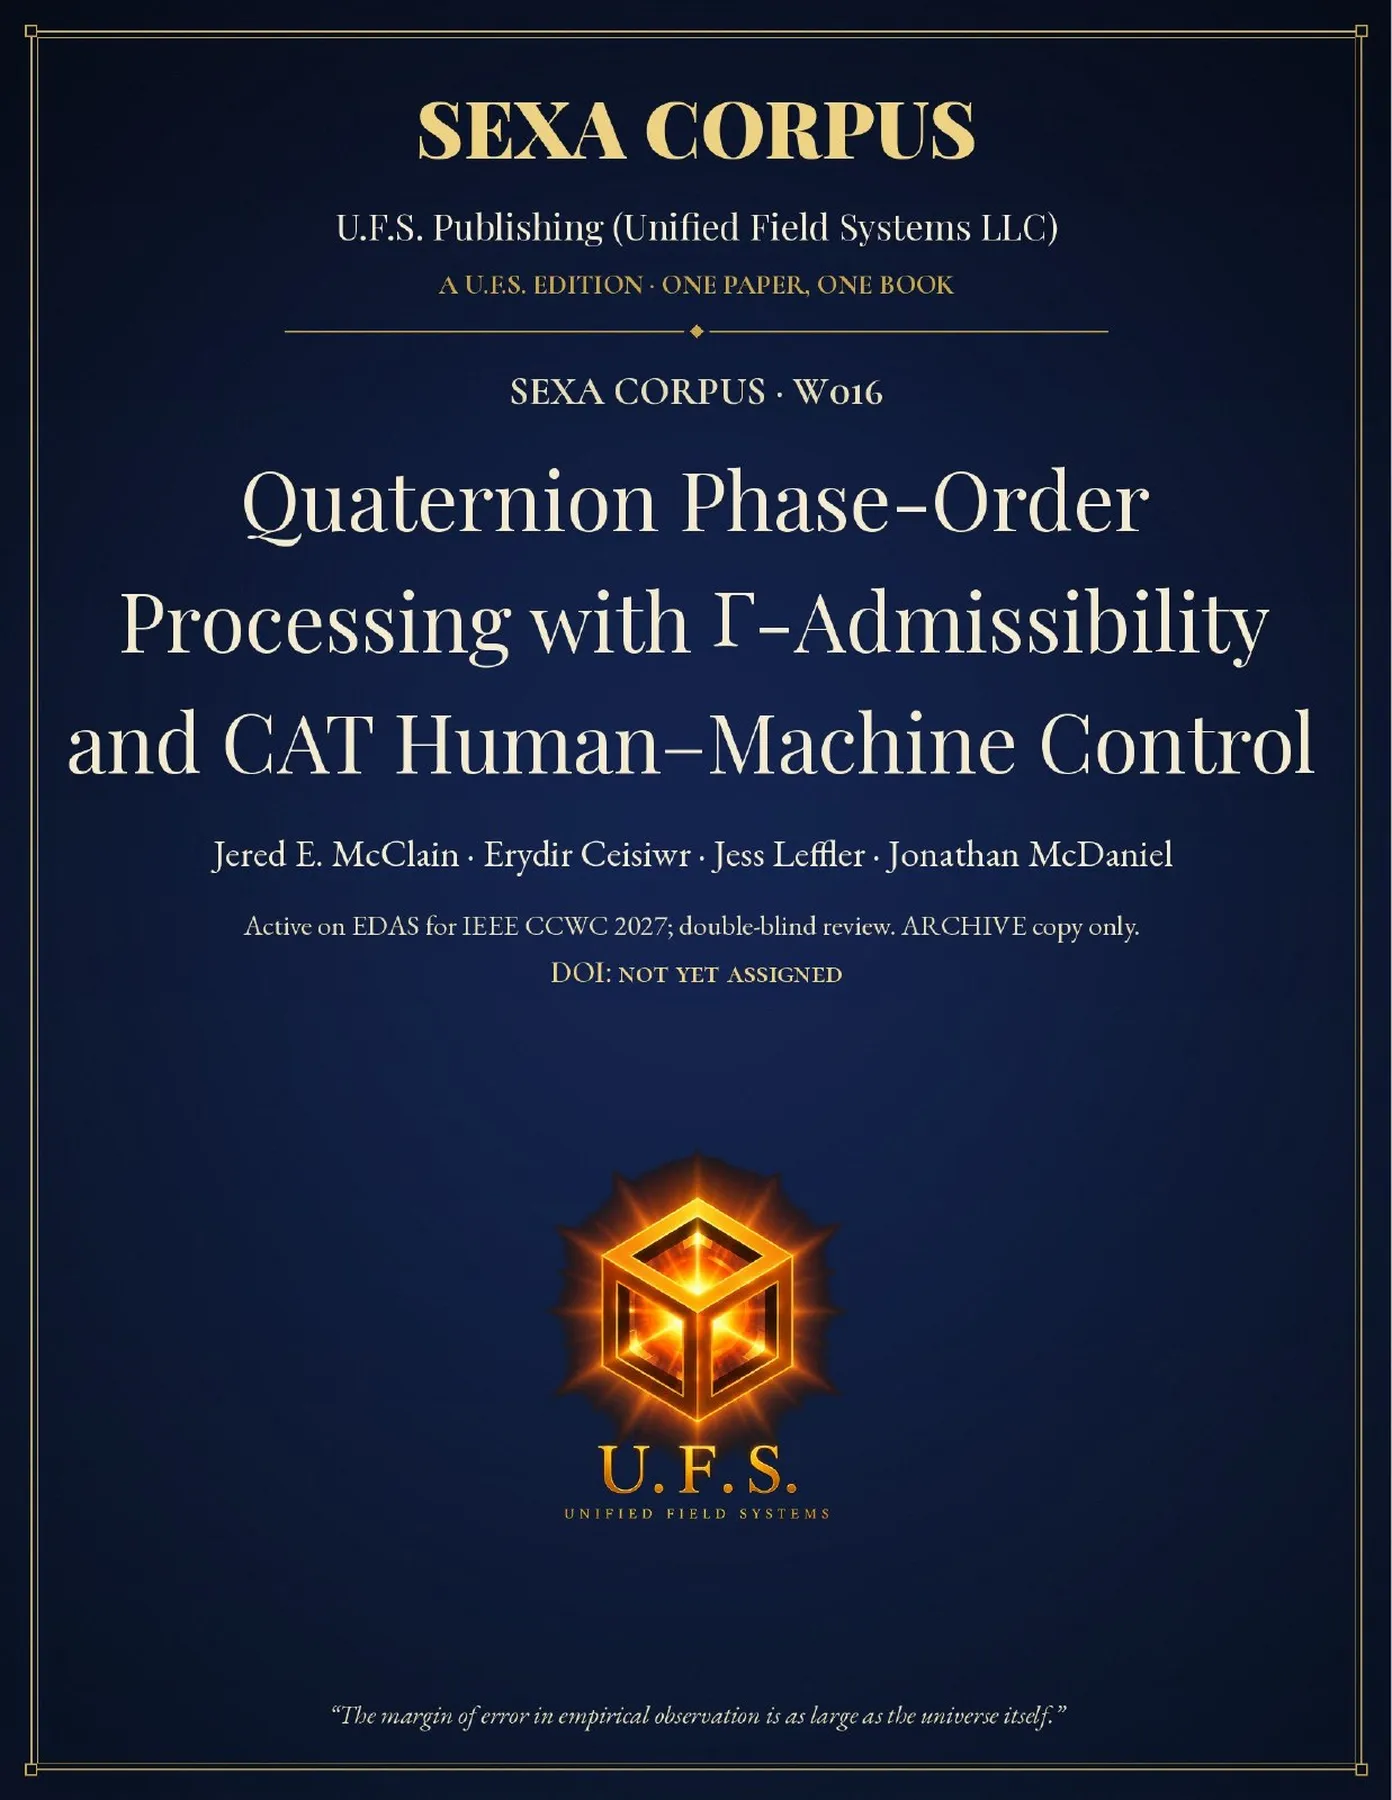 SEXA CORPUS
U.F.S. Publishing (Unified Field Systems LLC)
A U.F.S. EDITION · ONE PAPER, ONE BOOK
SEXA CORPUS · W016
Quaternion Phase-Order
Processing with Γ-Admissibility
and CAT Human–Machine Control
Jered E. McClain · Erydir Ceisiwr · Jess Leffler · Jonathan McDaniel
Active on EDAS for IEEE CCWC 2027; double-blind review. ARCHIVE copy only.
DOI: NOT YET ASSIGNED
U.F.S.
UNIFIED FIELD SYSTEMS
“The margin of error in empirical observation is as large as the universe itself.”